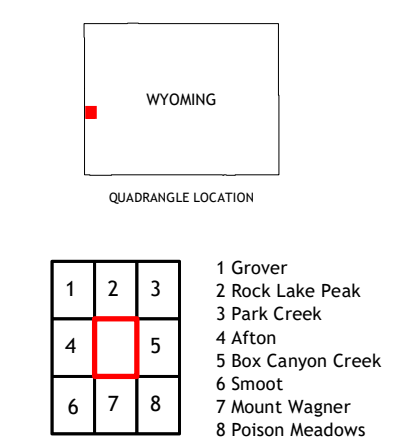 WYOMING
QUADRANGLE LOCATION
1 2 3
4 5
6 7 8
1 Grover
2 Rock Lake Peak
3 Park Creek
4 Afton
5 Box Canyon Creek
6 Smoot
7 Mount Wagner
8 Poison Meadows